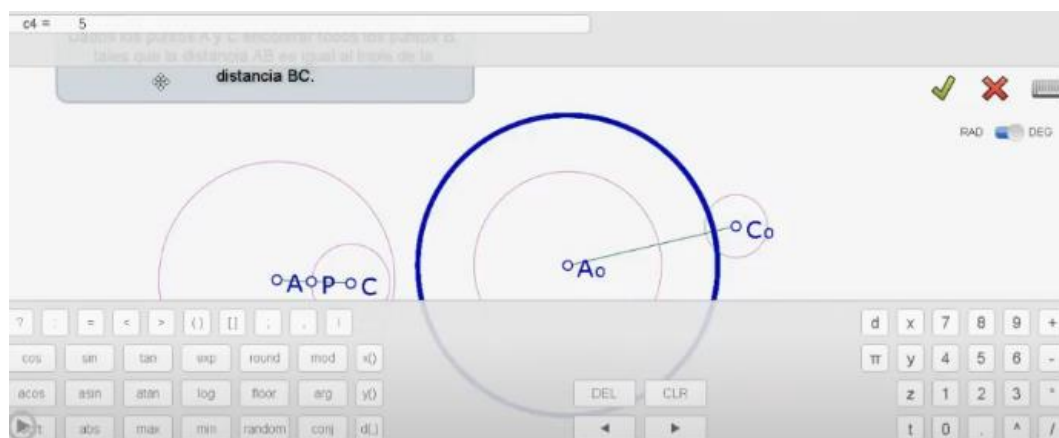 c4 = 5
Dados los puntos A y C encontrar todos los puntos B
tales que la distancia AB es igual al triple de la
distancia BC.
RAD DEG
A P C
A₀
C₀
? : = < > () [] ; , !
d x 7 8 9 +
cos sin tan exp round mod x()
π y 4 5 6 -
acos asin atan log floor arg y()
DEL CLR
z 1 2 3 *
abs max min random conj d(,)
◄ ►
t 0 . ^ /